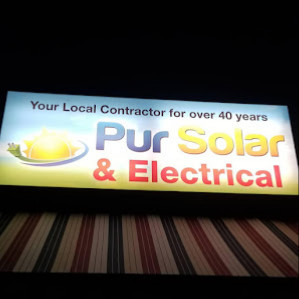 Your Local Contractor for over 40 years
Pur Solar
& Electrical